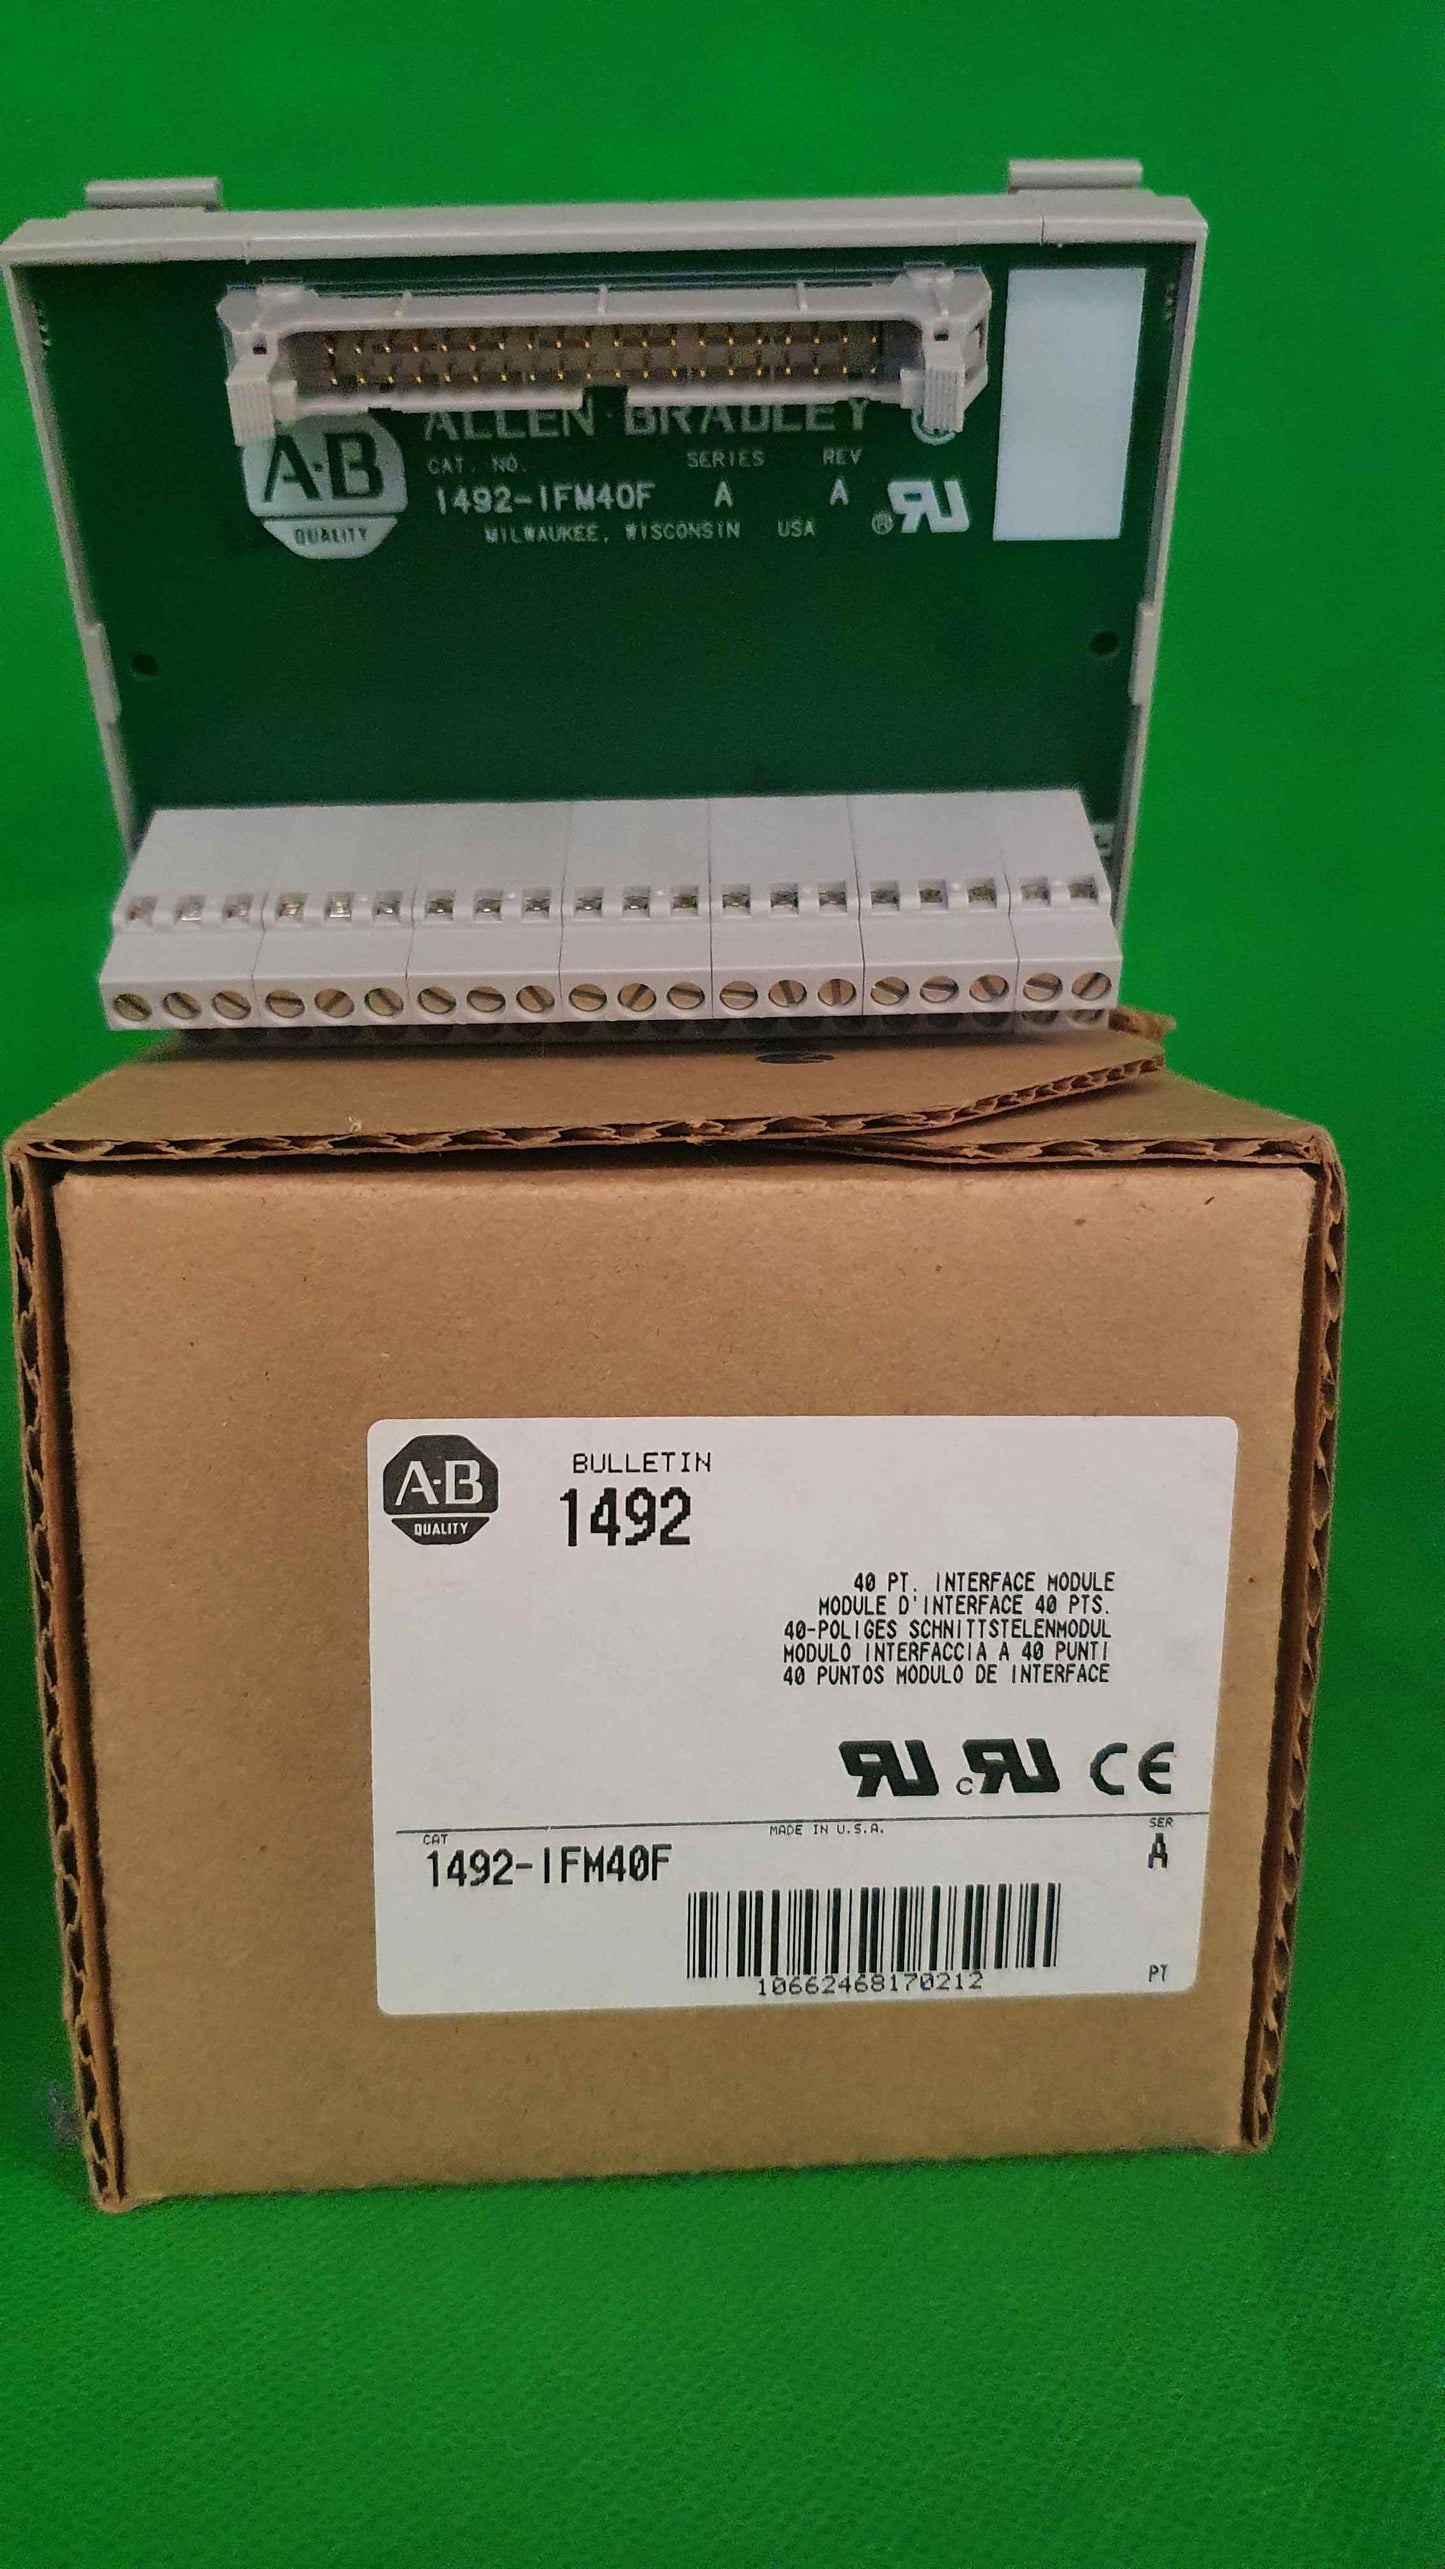 ALLEN-BRADLEY
A-B
QUALITY
CAT. NO. SERIES REV
1492-IFM40F A A
MILWAUKEE, WISCONSIN USA
A-B
QUALITY
BULLETIN
1492
40 PT. INTERFACE MODULE
MODULE D'INTERFACE 40 PTS.
40-POLIGES SCHNITTSTELENMODUL
MODULO INTERFACCIA A 40 PUNTI
40 PUNTOS MODULO DE INTERFACE
c
CE
CAT MADE IN U.S.A. SER
1492-IFM40F A
10662468170212
PT